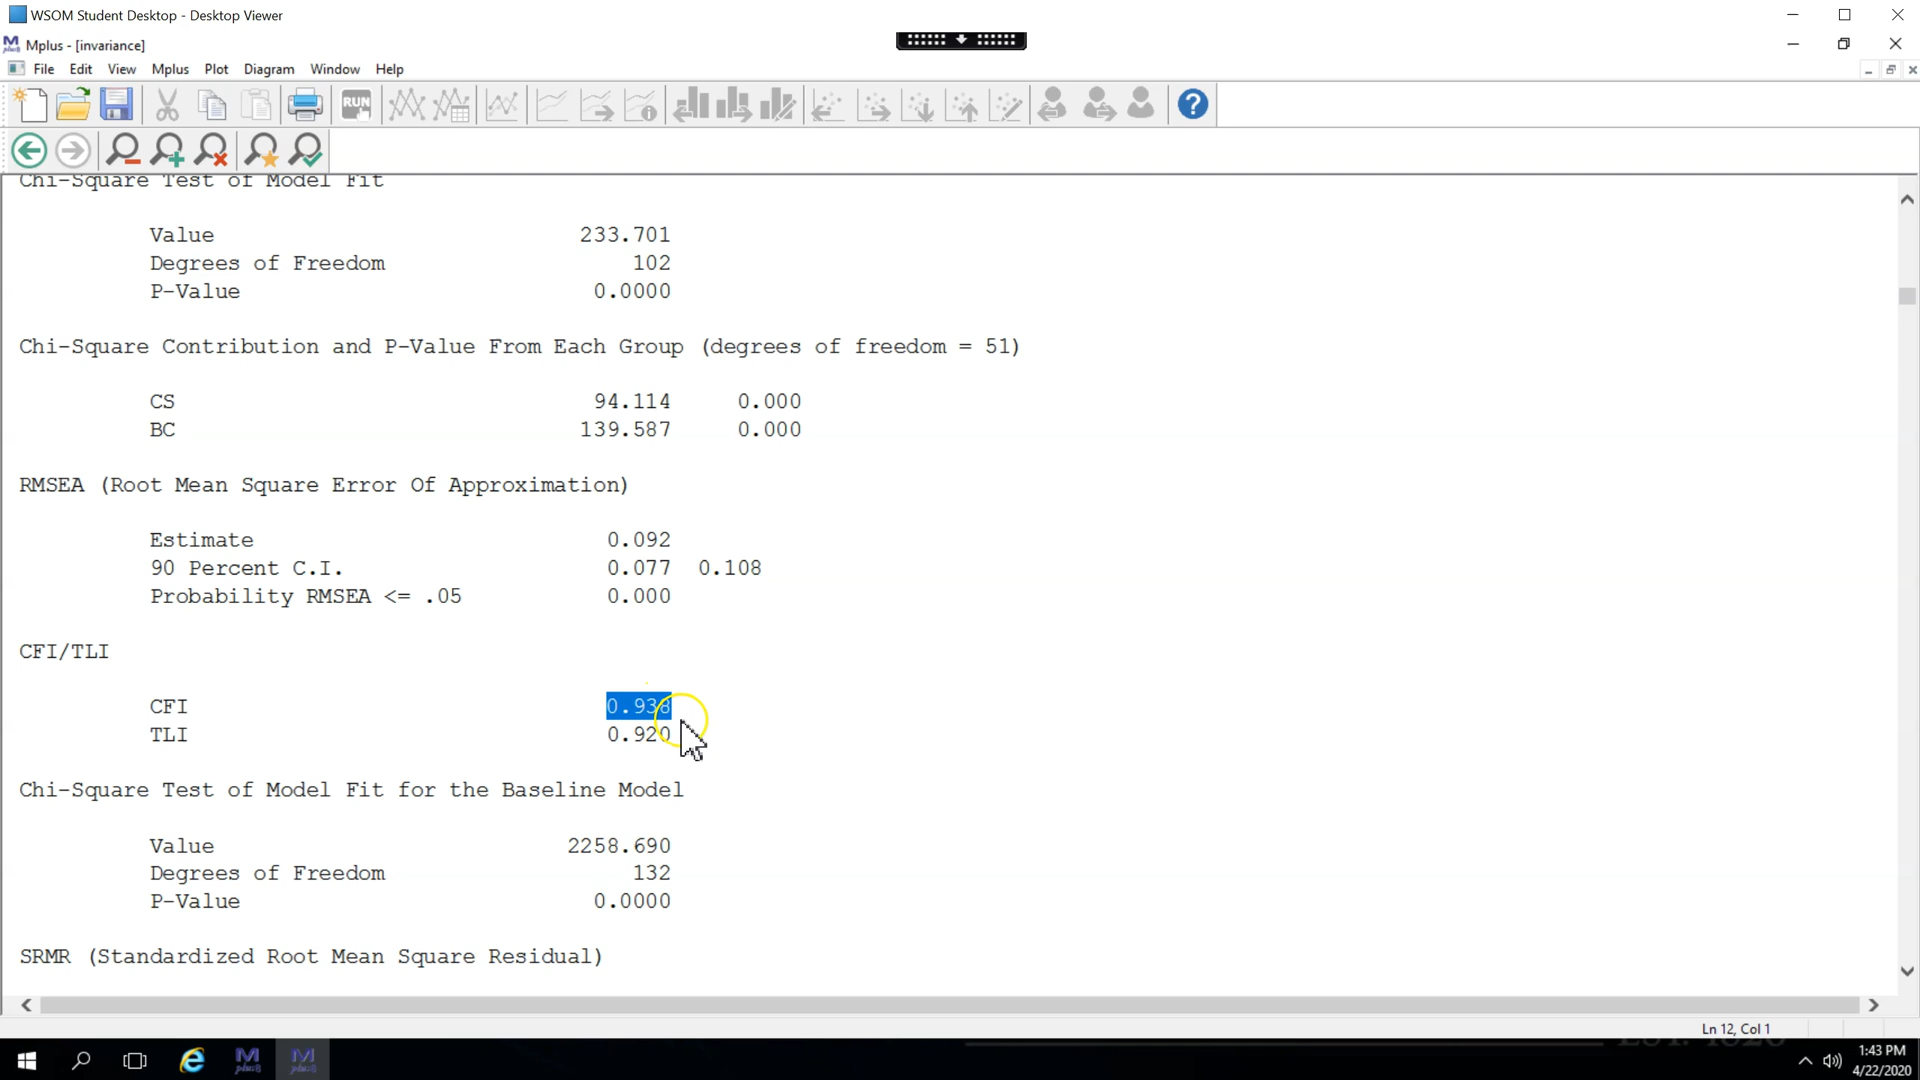 WSOM Student Desktop - Desktop Viewer
Mplus - [invariance]
File Edit View Mplus Plot Diagram Window Help
RUN
Chi-Square Test of Model Fit
Value 233.701
Degrees of Freedom 102
P-Value 0.0000
Chi-Square Contribution and P-Value From Each Group (degrees of freedom = 51)
CS 94.114 0.000
BC 139.587 0.000
RMSEA (Root Mean Square Error Of Approximation)
Estimate 0.092
90 Percent C.I. 0.077 0.108
Probability RMSEA <= .05 0.000
CFI/TLI
CFI 0.938
TLI 0.920
Chi-Square Test of Model Fit for the Baseline Model
Value 2258.690
Degrees of Freedom 132
P-Value 0.0000
SRMR (Standardized Root Mean Square Residual)
Ln 12, Col 1
1:43 PM
4/22/2020